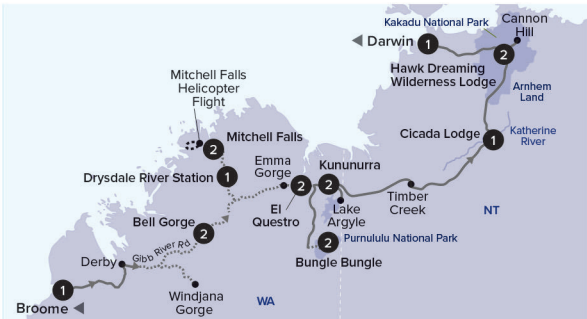 Kakadu National Park
Cannon
Hill
Darwin
1
2
Hawk Dreaming
Wilderness Lodge
Arnhem
Land
Mitchell Falls
Helicopter
Flight
2
Mitchell Falls
Cicada Lodge
1
Katherine
River
Drysdale River Station
1
Emma
Gorge
Kununurra
2
2
El
Questro
Lake
Argyle
Timber
Creek
NT
Bell Gorge
2
Purnululu National Park
2
Bungle Bungle
Derby
Gibb River Rd
1
Broome
Windjana
Gorge
WA